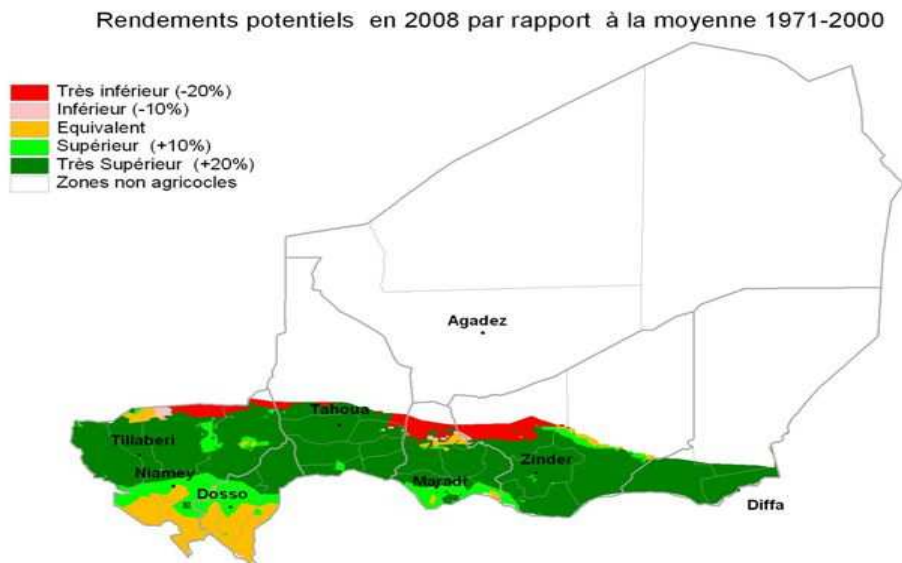 Rendements potentiels en 2008 par rapport à la moyenne 1971-2000
Très inférieur (-20%)
Inférieur (-10%)
Equivalent
Supérieur (+10%)
Très Supérieur (+20%)
Zones non agricocles
Agadez
Tahoua
Tillaberi
Zinder
Niamey
Maradi
Dosso
Diffa